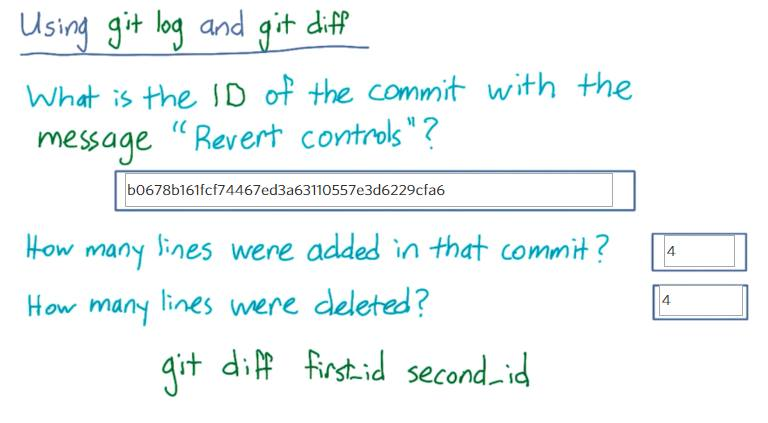 Using git log and git diff
What is the ID of the commit with the
message "Revert controls"?
b0678b161fcf74467ed3a63110557e3d6229cfa6
How many lines were added in that commit? 4
How many lines were deleted? 4
git diff first_id second_id